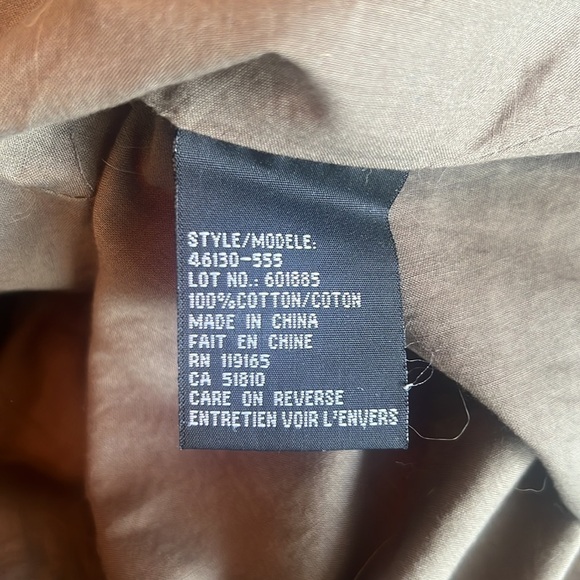 STYLE/MODELE:
46130-555
LOT NO.: 601885
100%COTTON/COTON
MADE IN CHINA
FAIT EN CHINE
RN 119165
CA 51810
CARE ON REVERSE
ENTRETIEN VOIR L'ENVERS